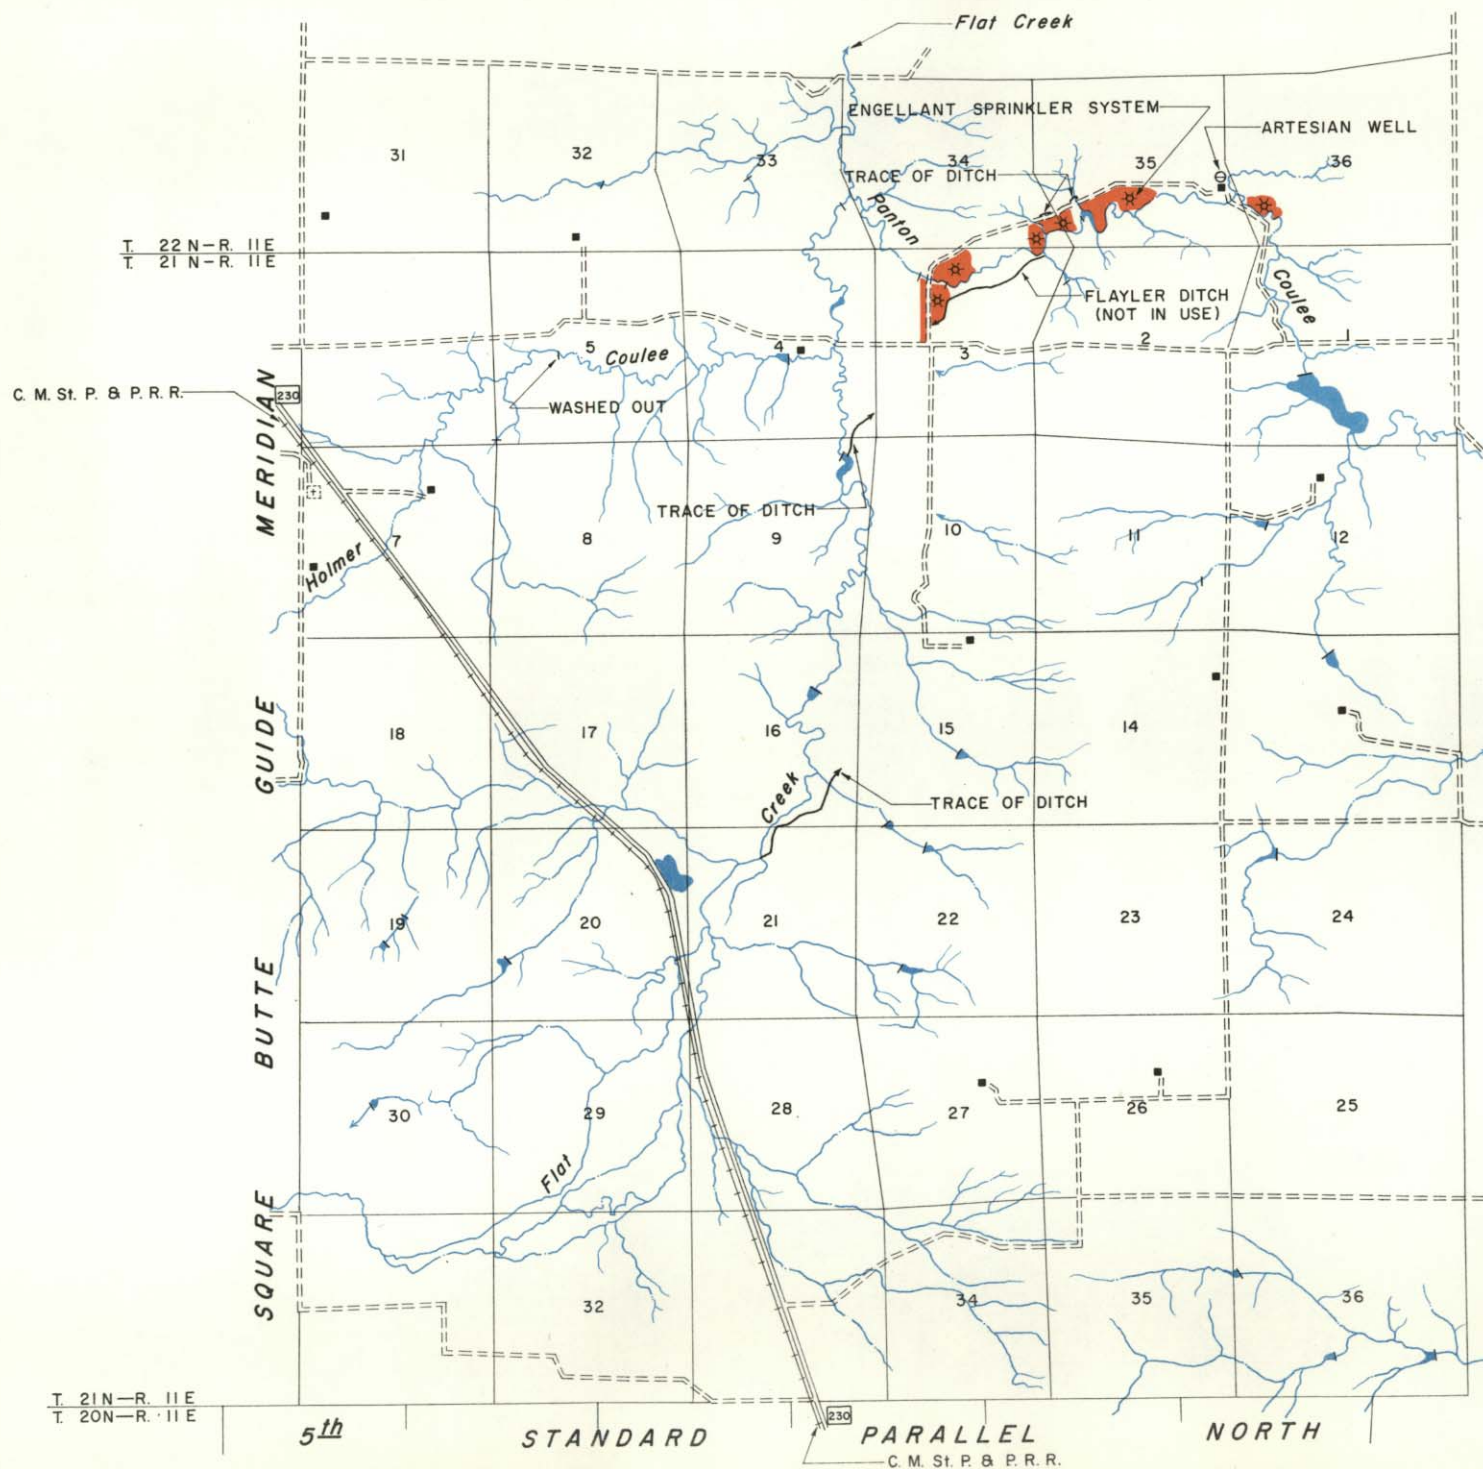 Flat Creek
ENGELLANT SPRINKLER SYSTEM
ARTESIAN WELL
31
32
33
34
35
36
TRACE OF DITCH
Panton
T. 22 N–R. 11 E
T. 21 N–R. 11 E
Coulee
FLAYLER DITCH
(NOT IN USE)
5
Coulee
4
3
2
1
C. M. St. P. & P. R. R.
230
WASHED OUT
MERIDIAN
TRACE OF DITCH
7
8
9
10
11
12
Holmer
18
17
16
15
14
GUIDE
Creek
TRACE OF DITCH
19
20
21
22
23
24
BUTTE
30
29
28
27
26
25
Flat
SQUARE
32
34
35
36
T. 21N–R. 11 E
T. 20N–R. 11 E
230
5th STANDARD PARALLEL NORTH
C. M. St. P. & P. R. R.